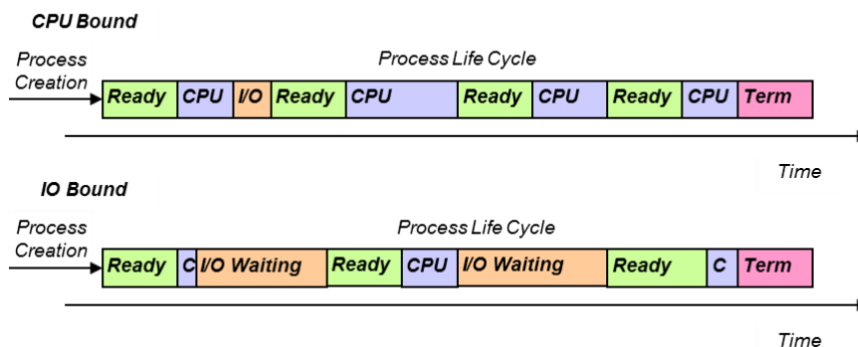 CPU Bound
Process
Creation
Process Life Cycle
Ready CPU I/O Ready CPU Ready CPU Ready CPU Term
Time
IO Bound
Process
Creation
Process Life Cycle
Ready C I/O Waiting Ready CPU I/O Waiting Ready C Term
Time